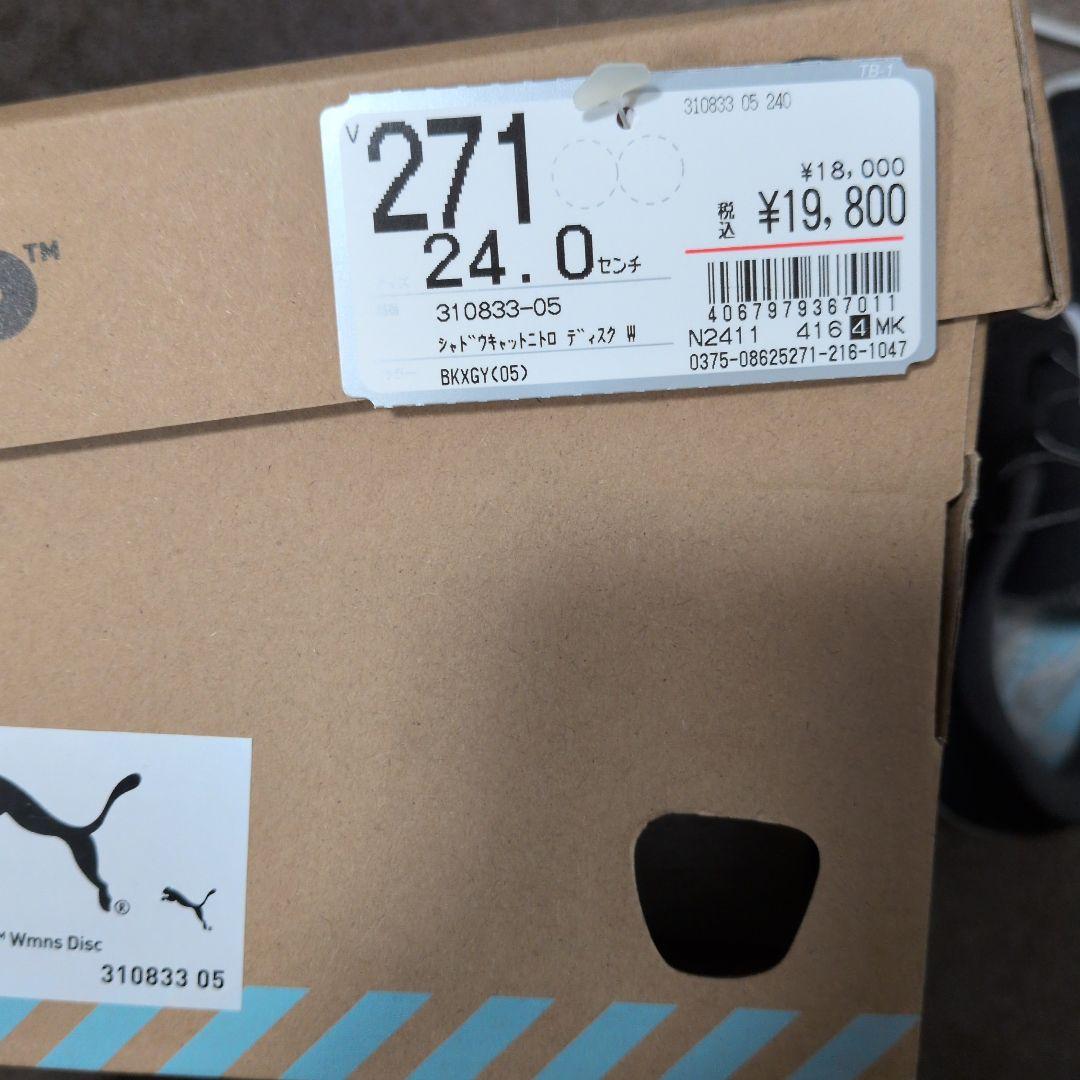 TB-1
310833 05 240
V 271
24.0センチ
¥18,000
税込 ¥19,800
310833-05
ｼｬﾄﾞｳｷｬｯﾄﾆﾄﾛ ﾃﾞｨｽｸ W
BKXGY(05)
4067979367011
N2411 416 4 MK
0375-08625271-216-1047
TM
®
Wmns Disc
310833 05